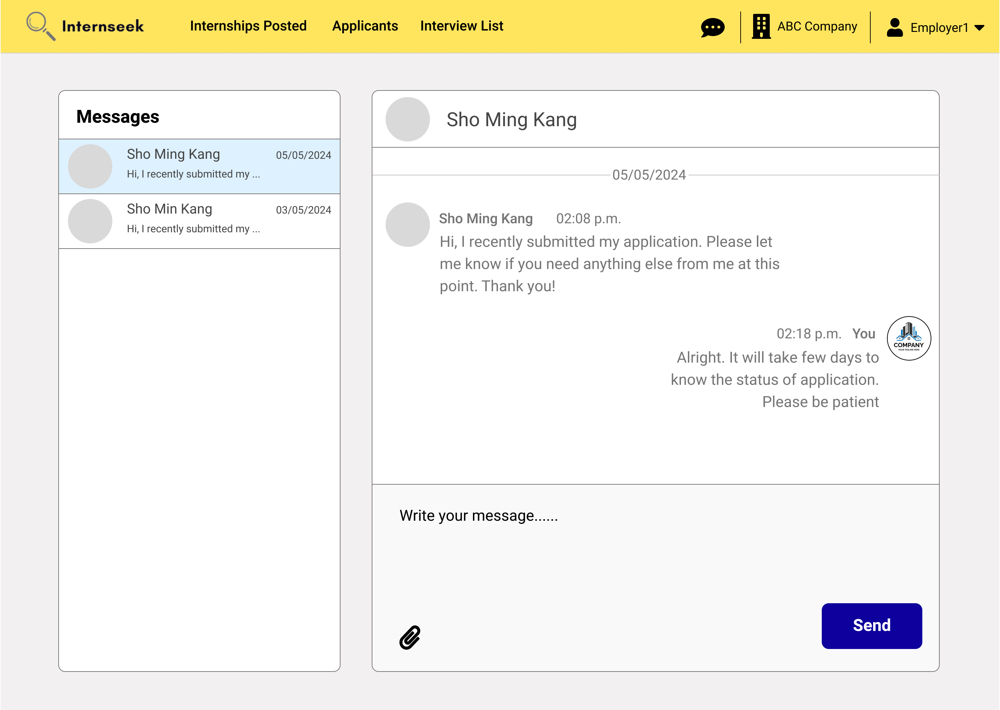 Internseek
Internships Posted
Applicants
Interview List
ABC Company
Employer1
Messages
Sho Ming Kang
05/05/2024
Hi, I recently submitted my ...
Sho Min Kang
03/05/2024
Hi, I recently submitted my ...
Sho Ming Kang
05/05/2024
Sho Ming Kang 02:08 p.m.
Hi, I recently submitted my application. Please let
me know if you need anything else from me at this
point. Thank you!
02:18 p.m. You
COMPANY
YOUR TAGLINE HERE
Alright. It will take few days to
know the status of application.
Please be patient
Write your message......
Send